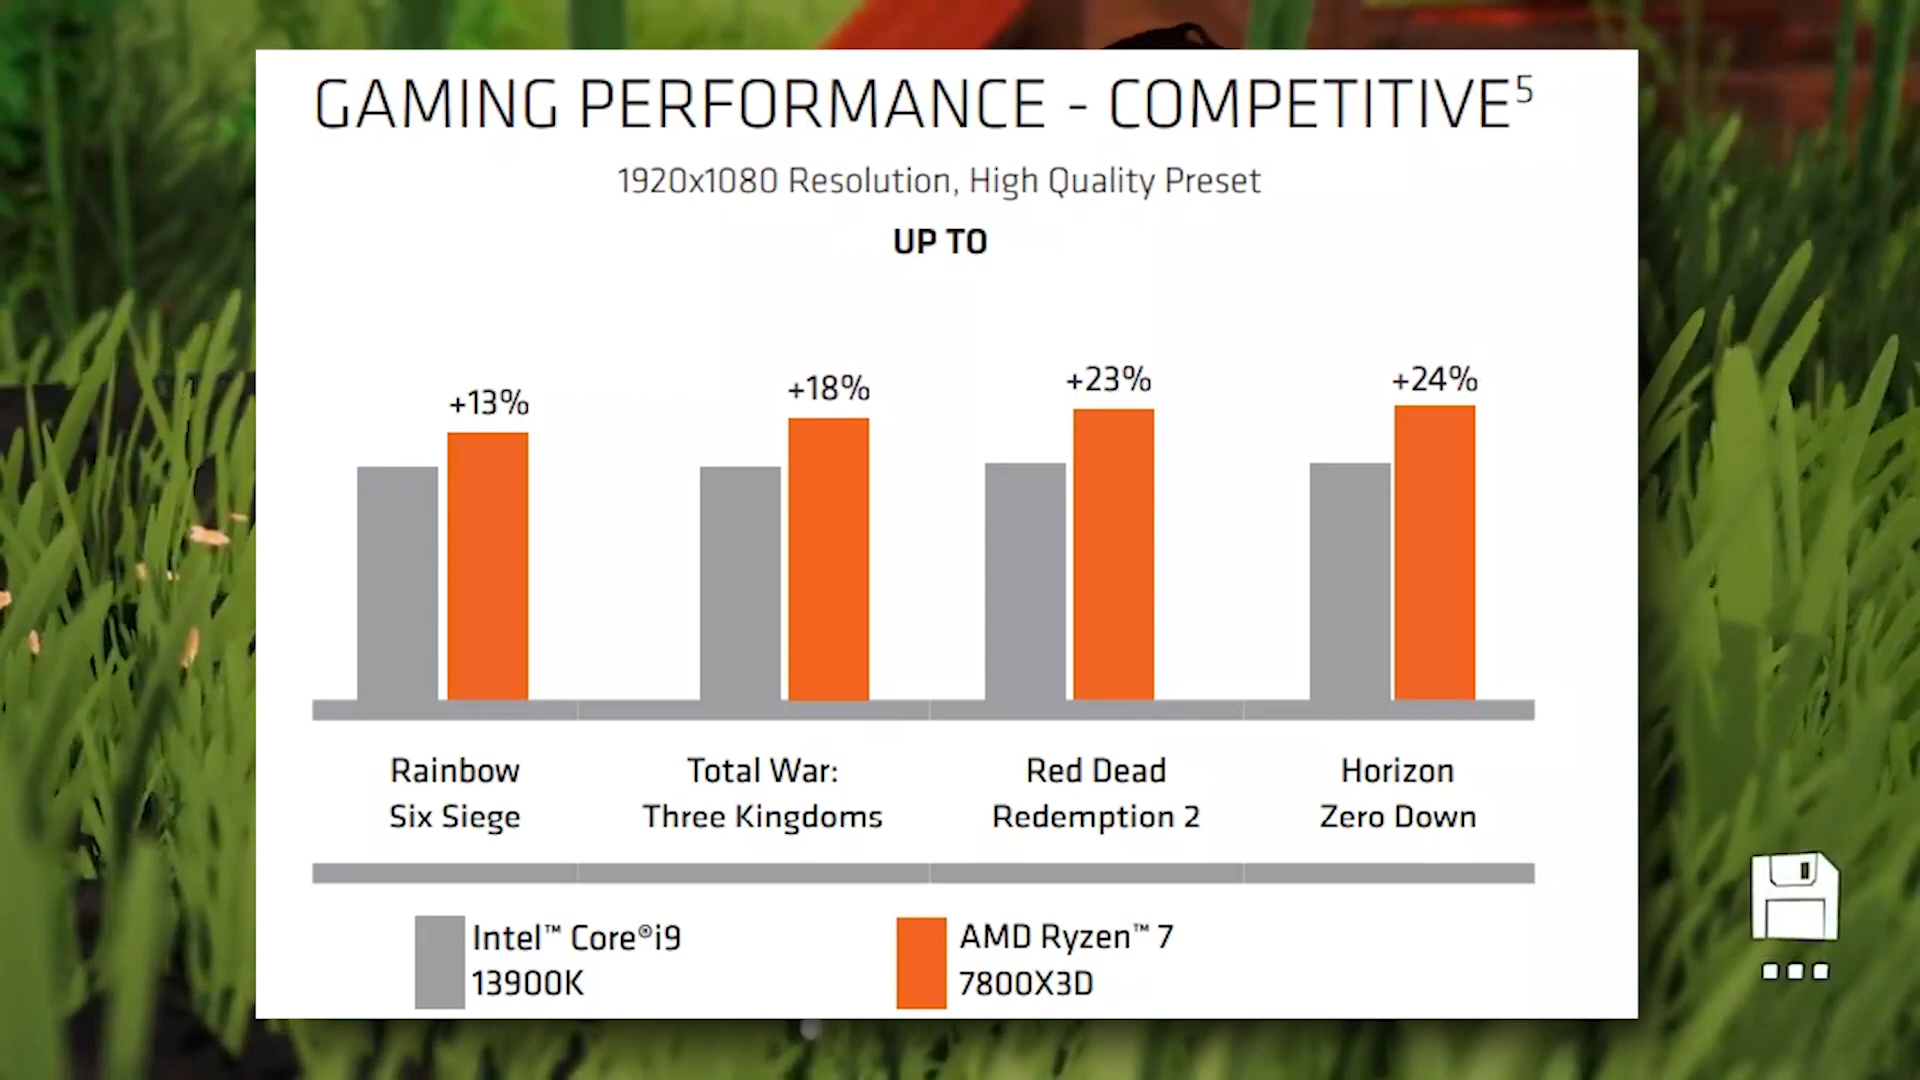 GAMING PERFORMANCE - COMPETITIVE⁵
1920x1080 Resolution, High Quality Preset
UP TO
+13%
+18%
+23%
+24%
Rainbow
Six Siege
Total War:
Three Kingdoms
Red Dead
Redemption 2
Horizon
Zero Down
Intel™ Core®i9
13900K
AMD Ryzen™ 7
7800X3D